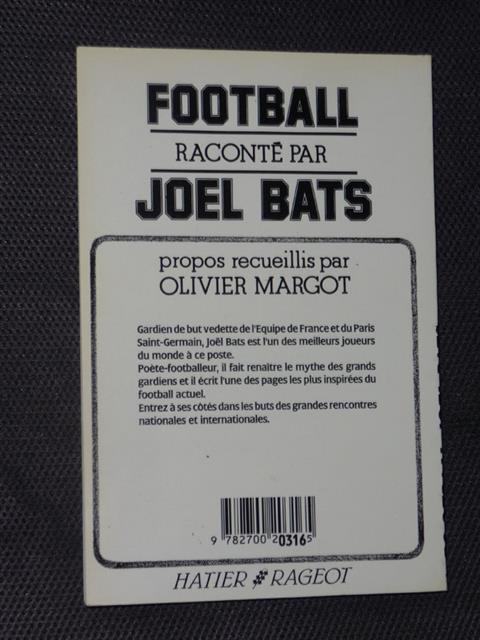 FOOTBALL
RACONTÉ PAR
JOEL BATS
propos recueillis par
OLIVIER MARGOT
Gardien de but vedette de l'Equipe de France et du Paris
Saint-Germain, Joël Bats est l'un des meilleurs joueurs
du monde à ce poste.
Poète-footballeur, il fait renaître le mythe des grands
gardiens et il écrit l'une des pages les plus inspirées du
football actuel.
Entrez à ses côtés dans les buts des grandes rencontres
nationales et internationales.
9 782700 203165
HATIER RAGEOT